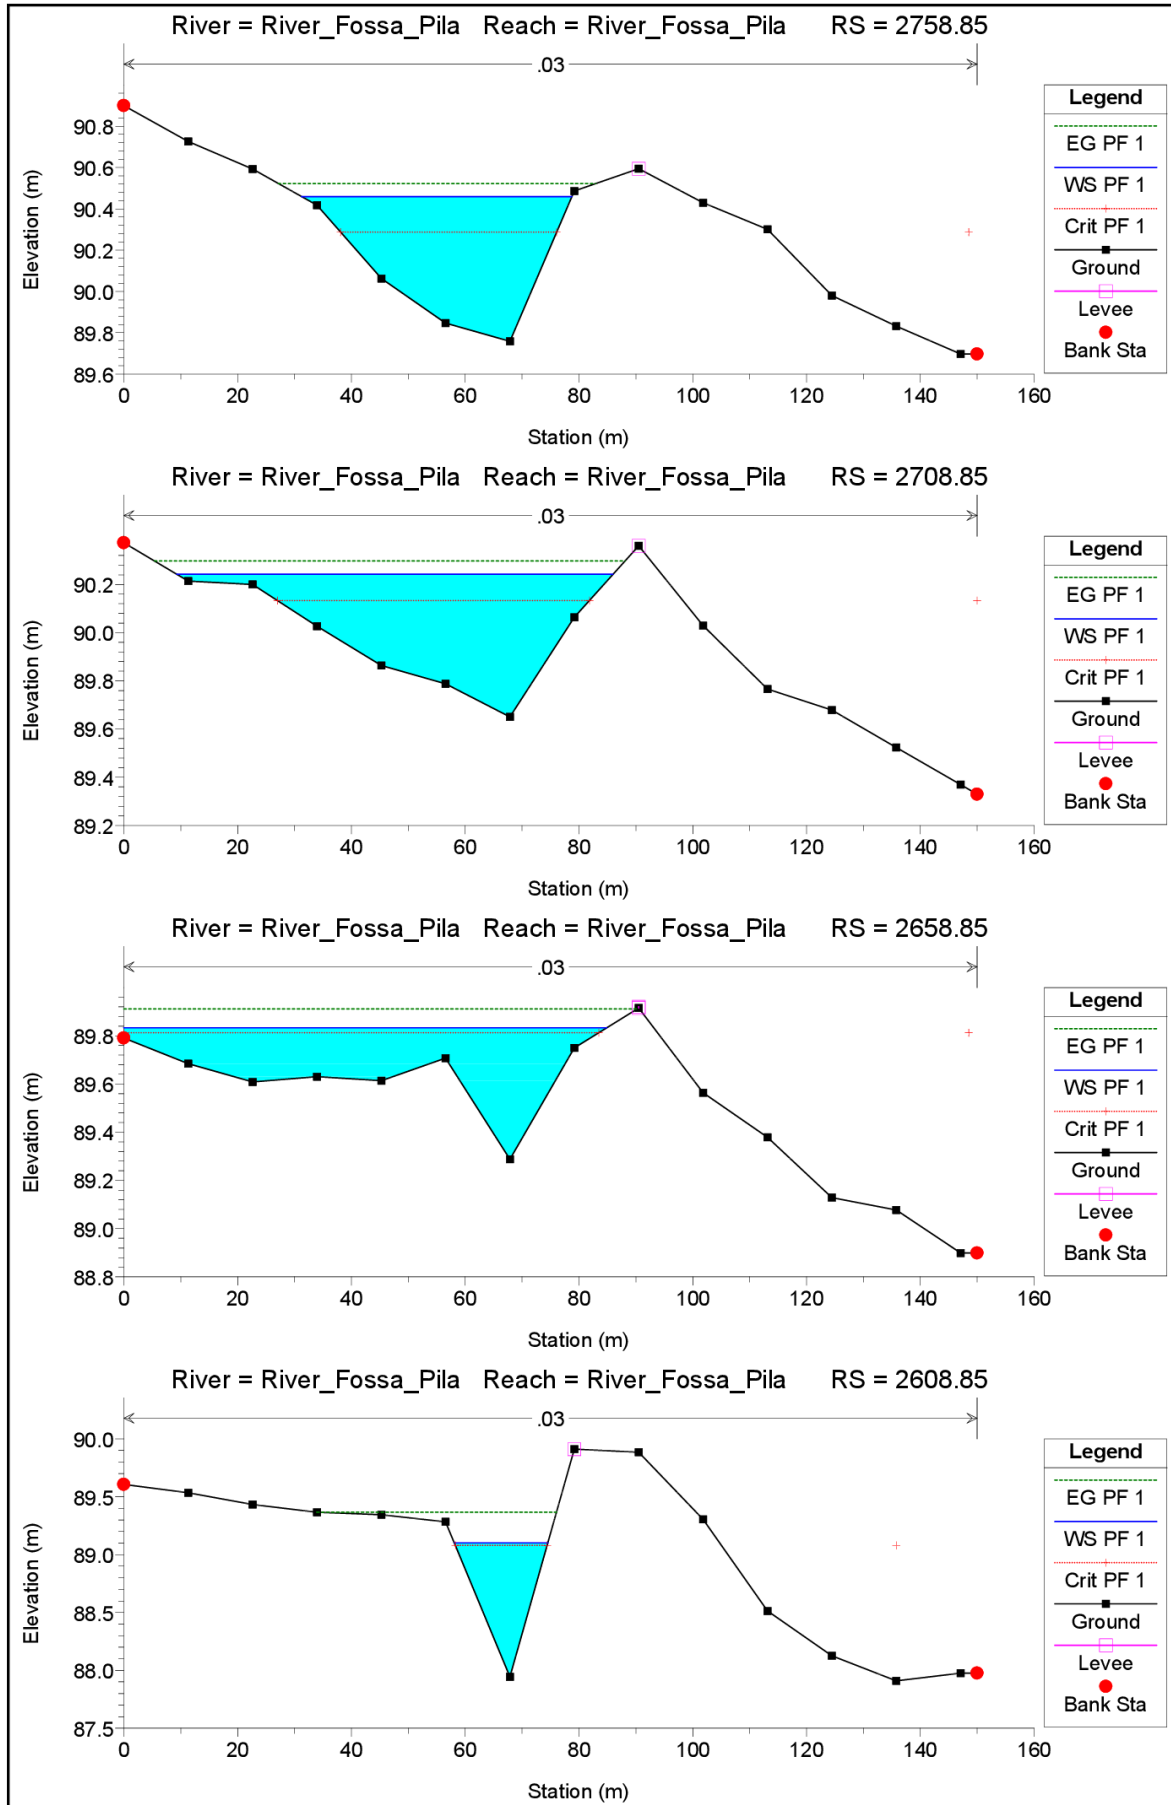 River = River_Fossa_Pila Reach = River_Fossa_Pila RS = 2758.85
.03
Elevation (m)
90.8
90.6
90.4
90.2
90.0
89.8
89.6
0 20 40 60 80 100 120 140 160
Station (m)
Legend
EG PF 1
WS PF 1
Crit PF 1
Ground
Levee
Bank Sta
River = River_Fossa_Pila Reach = River_Fossa_Pila RS = 2708.85
.03
Elevation (m)
90.2
90.0
89.8
89.6
89.4
89.2
0 20 40 60 80 100 120 140 160
Station (m)
Legend
EG PF 1
WS PF 1
Crit PF 1
Ground
Levee
Bank Sta
River = River_Fossa_Pila Reach = River_Fossa_Pila RS = 2658.85
.03
Elevation (m)
89.8
89.6
89.4
89.2
89.0
88.8
0 20 40 60 80 100 120 140 160
Station (m)
Legend
EG PF 1
WS PF 1
Crit PF 1
Ground
Levee
Bank Sta
River = River_Fossa_Pila Reach = River_Fossa_Pila RS = 2608.85
.03
Elevation (m)
90.0
89.5
89.0
88.5
88.0
87.5
0 20 40 60 80 100 120 140 160
Station (m)
Legend
EG PF 1
WS PF 1
Crit PF 1
Ground
Levee
Bank Sta